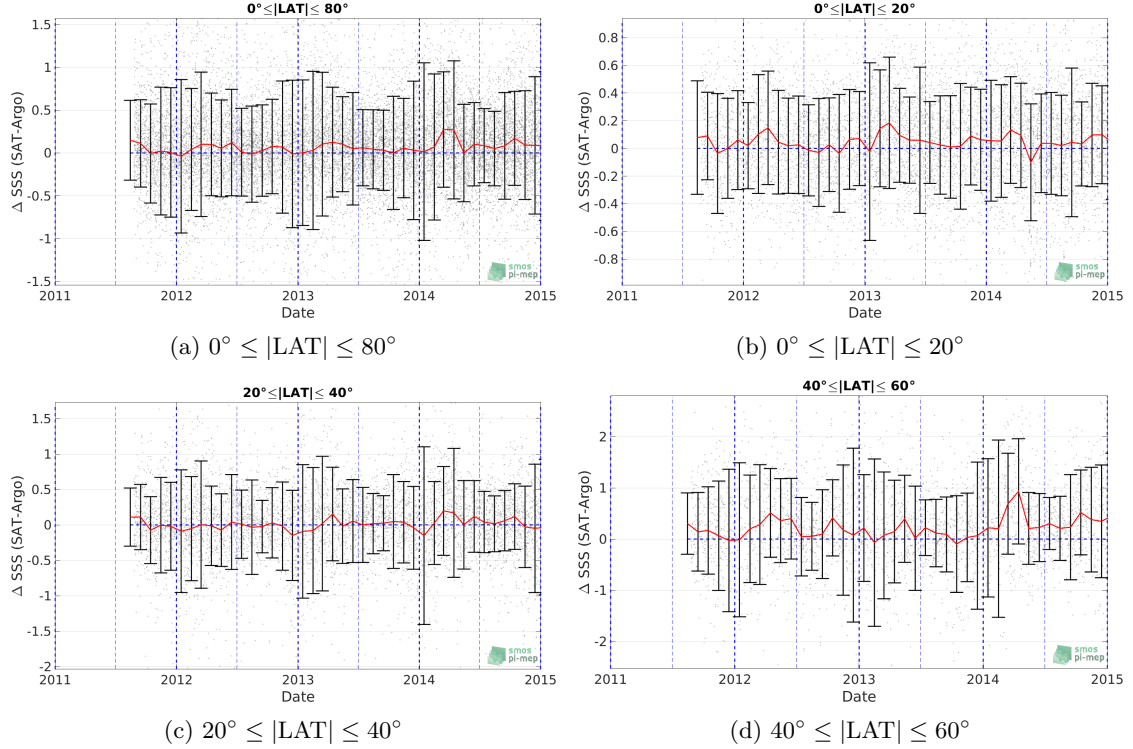 0°≤|LAT|≤ 80°
Δ SSS (SAT-Argo)
1.5
1
0.5
0
-0.5
-1
-1.5
2011 2012 2013 2014 2015
Date
smos
pi-mep
(a) 0° ≤ |LAT| ≤ 80°
0°≤|LAT|≤ 20°
Δ SSS (SAT-Argo)
0.8
0.6
0.4
0.2
0
-0.2
-0.4
-0.6
-0.8
2011 2012 2013 2014 2015
Date
smos
pi-mep
(b) 0° ≤ |LAT| ≤ 20°
20°≤|LAT|≤ 40°
Δ SSS (SAT-Argo)
1.5
1
0.5
0
-0.5
-1
-1.5
-2
2011 2012 2013 2014 2015
Date
smos
pi-mep
(c) 20° ≤ |LAT| ≤ 40°
40°≤|LAT|≤ 60°
Δ SSS (SAT-Argo)
2
1
0
-1
-2
2011 2012 2013 2014 2015
Date
smos
pi-mep
(d) 40° ≤ |LAT| ≤ 60°